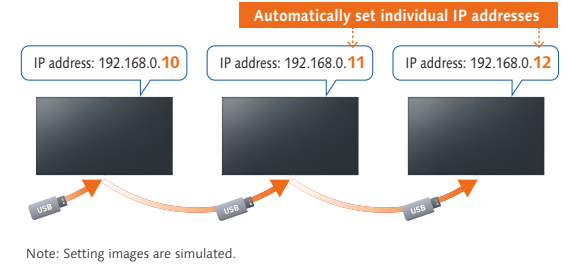 Automatically set individual IP addresses
IP address: 192.168.0.10
IP address: 192.168.0.11
IP address: 192.168.0.12
USB
USB
USB
Note: Setting images are simulated.